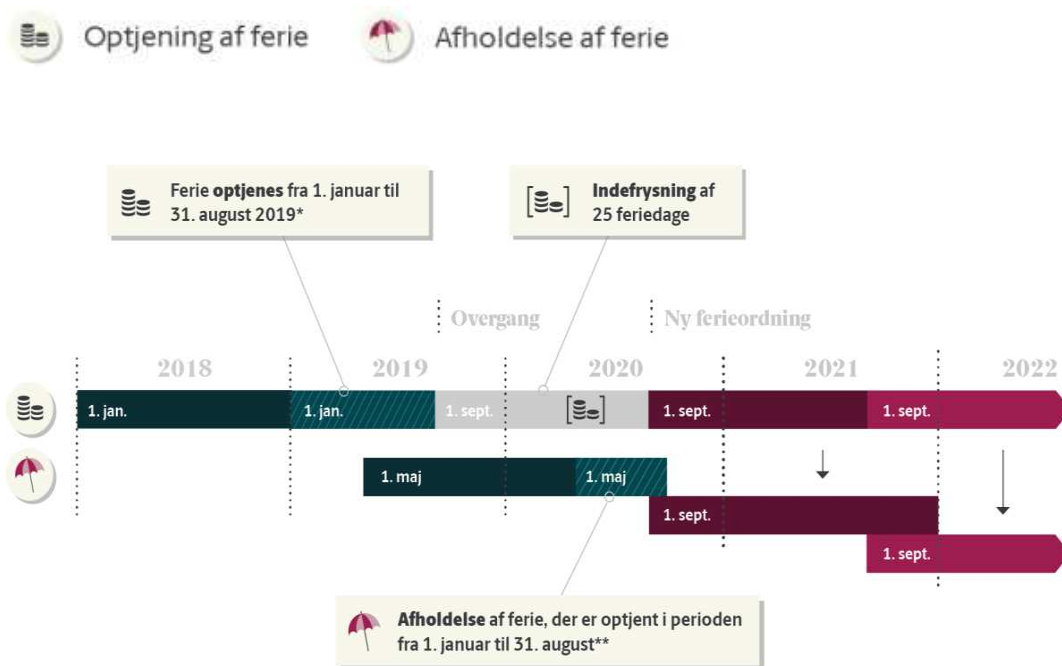 Optjening af ferie
Afholdelse af ferie
Ferie optjenes fra 1. januar til
31. august 2019*
Indefrysning af
25 feriedage
Overgang
Ny ferieordning
2018
2019
2020
2021
2022
1. jan.
1. jan.
1. sept.
1. sept.
1. sept.
1. maj
1. maj
1. sept.
1. sept.
Afholdelse af ferie, der er optjent i perioden
fra 1. januar til 31. august**